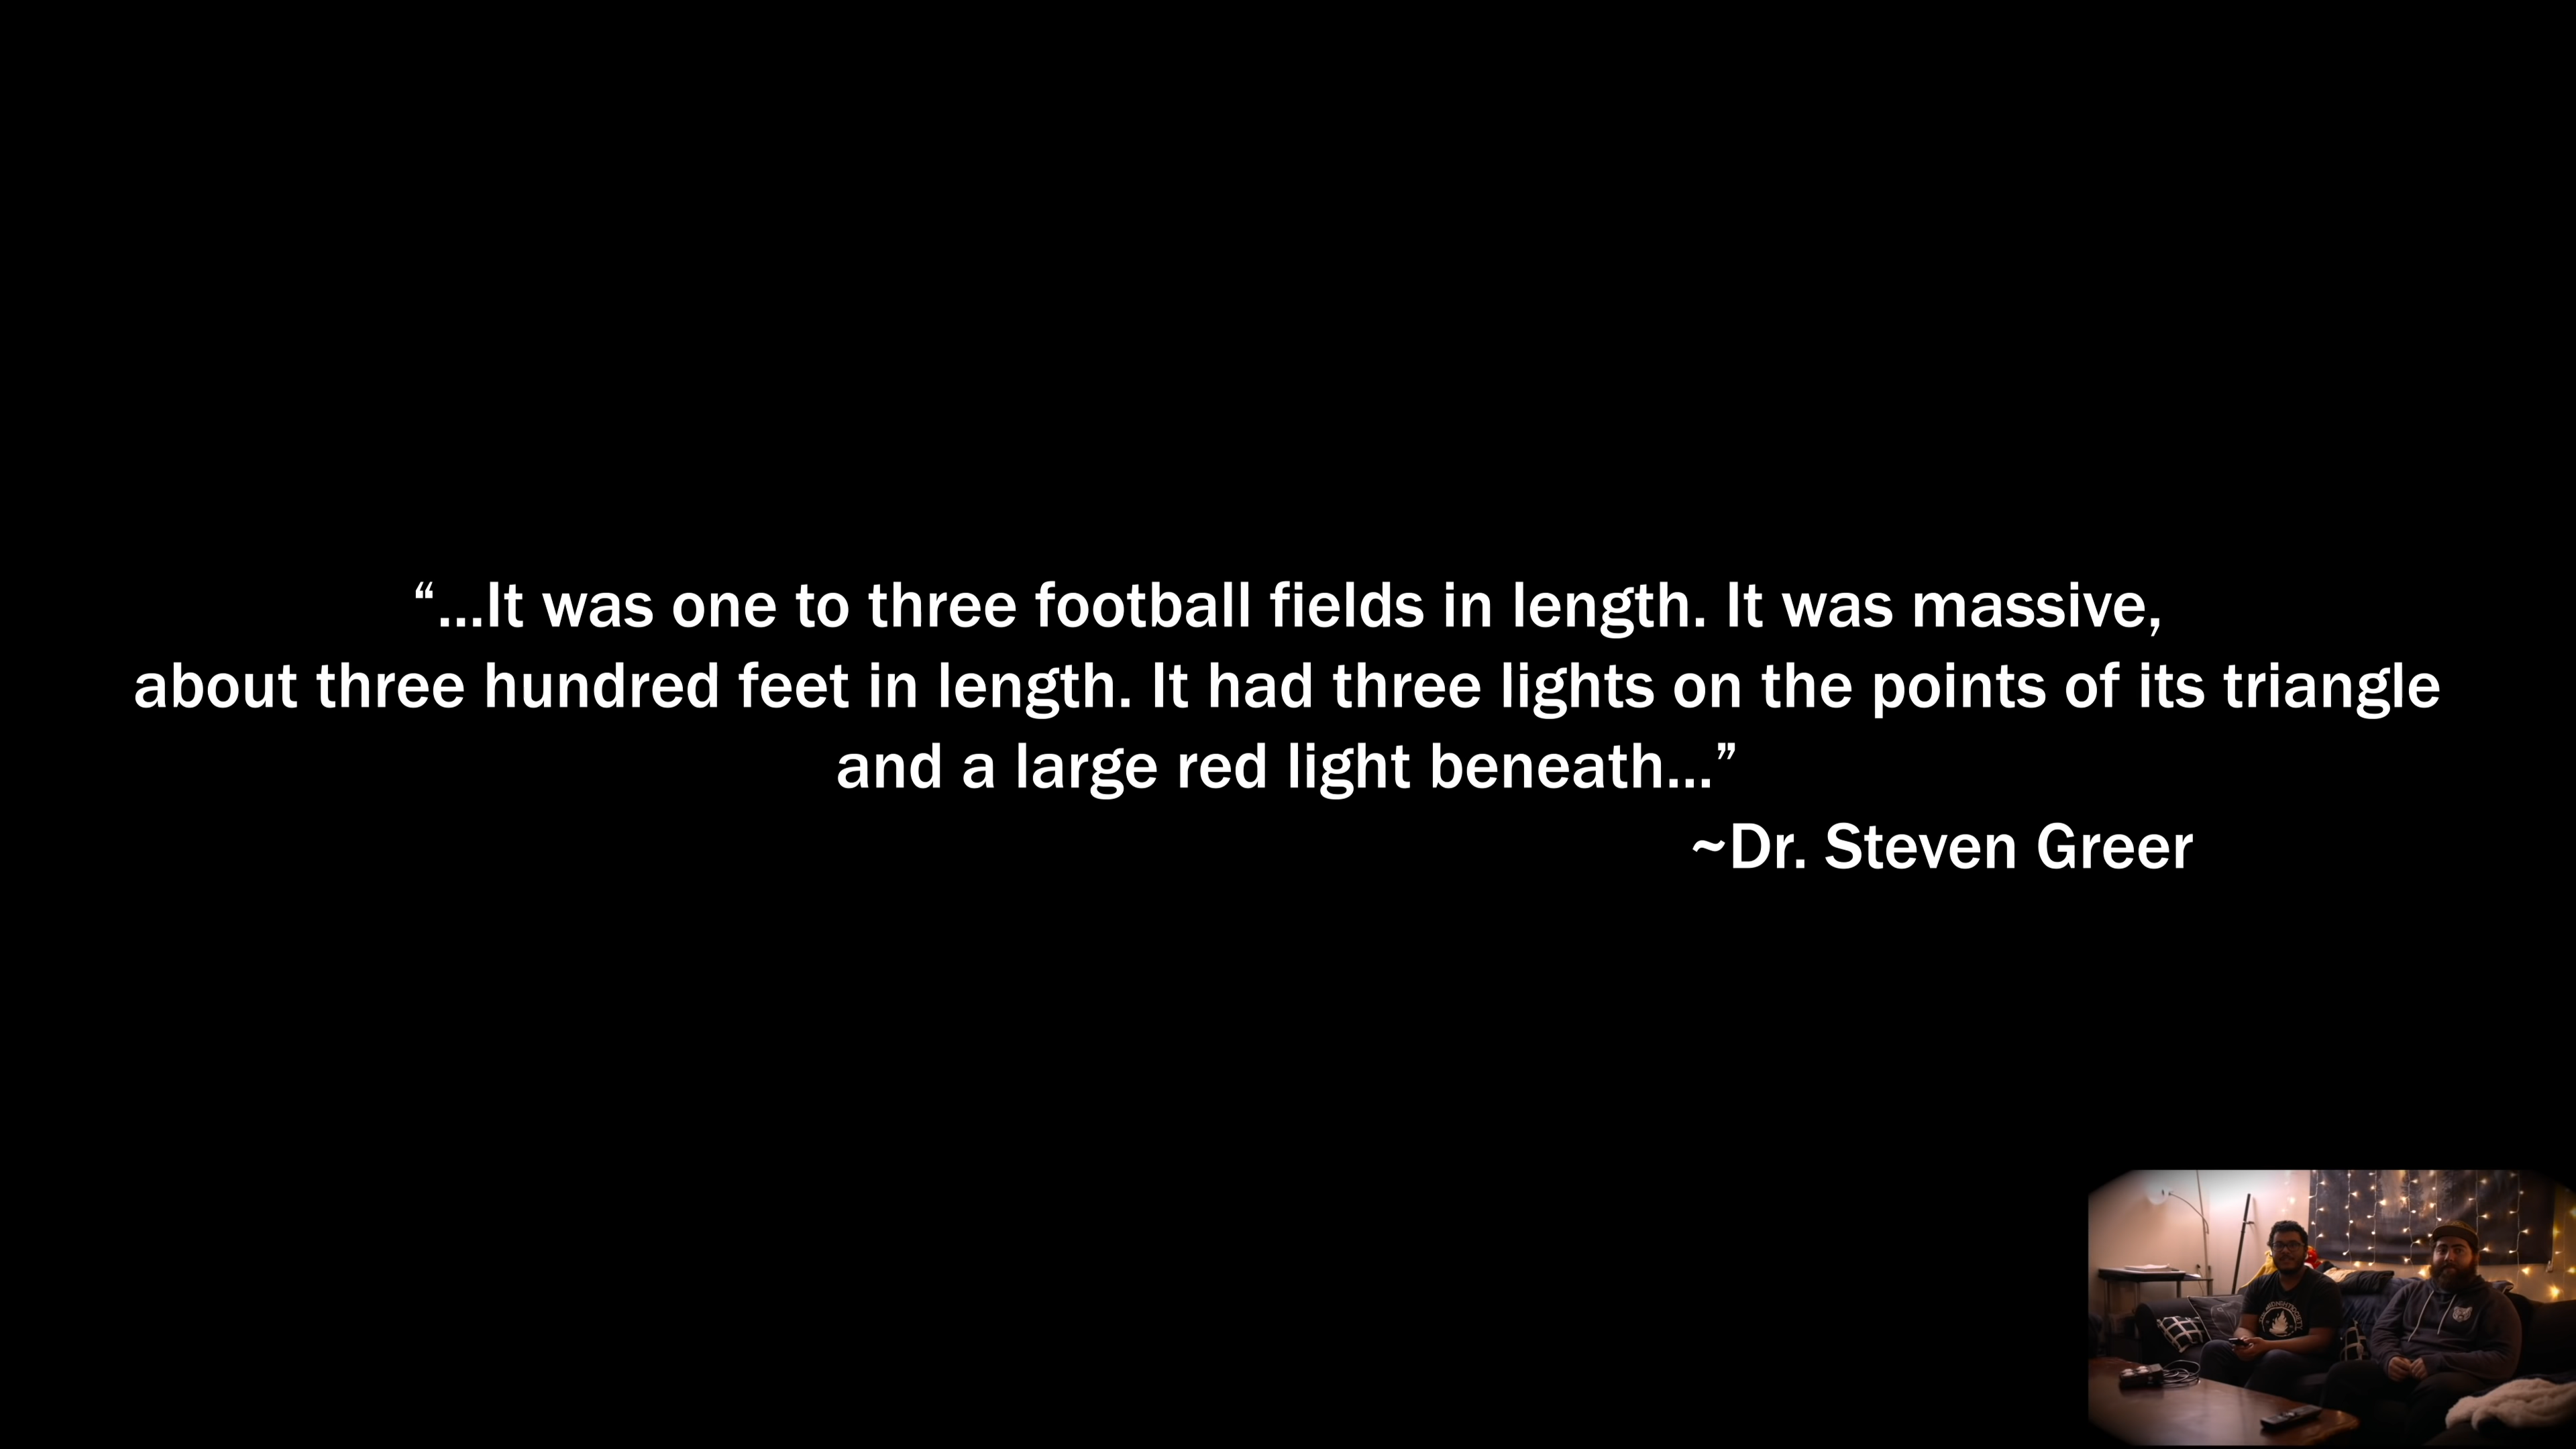 “...It was one to three football fields in length. It was massive,
about three hundred feet in length. It had three lights on the points of its triangle
and a large red light beneath...”
~Dr. Steven Greer